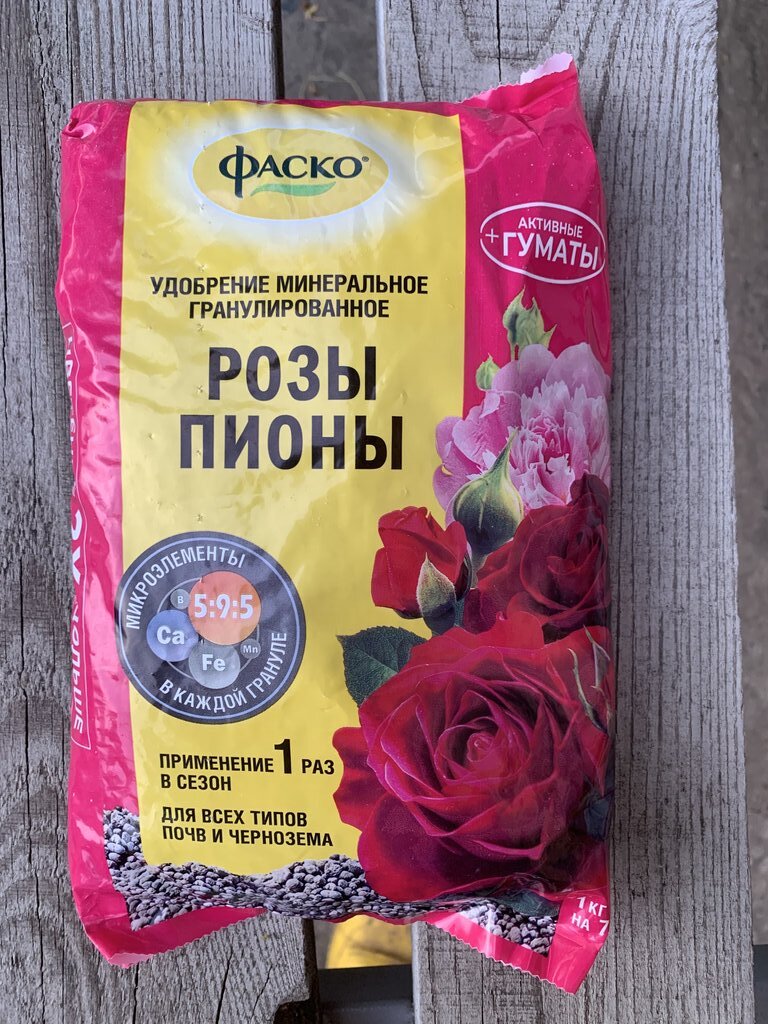 ФАСКО®
АКТИВНЫЕ
+ ГУМАТЫ
УДОБРЕНИЕ МИНЕРАЛЬНОЕ
ГРАНУЛИРОВАННОЕ
РОЗЫ
ПИОНЫ
МИКРОЭЛЕМЕНТЫ
B 5:9:5
Ca
Fe Mn
В КАЖДОЙ ГРАНУЛЕ
ПРИМЕНЕНИЕ 1 РАЗ
В СЕЗОН
ДЛЯ ВСЕХ ТИПОВ
ПОЧВ И ЧЕРНОЗЕМА
1 КГ
НА 7